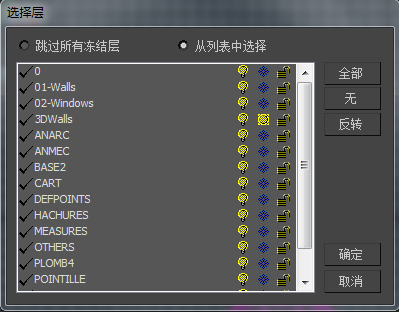 选择层
跳过所有冻结层 从列表中选择
0
01-Walls
02-Windows
3DWalls
ANARC
ANMEC
BASE2
CART
DEFPOINTS
HACHURES
MEASURES
OTHERS
PLOMB4
POINTILLE
全部
无
反转
确定
取消